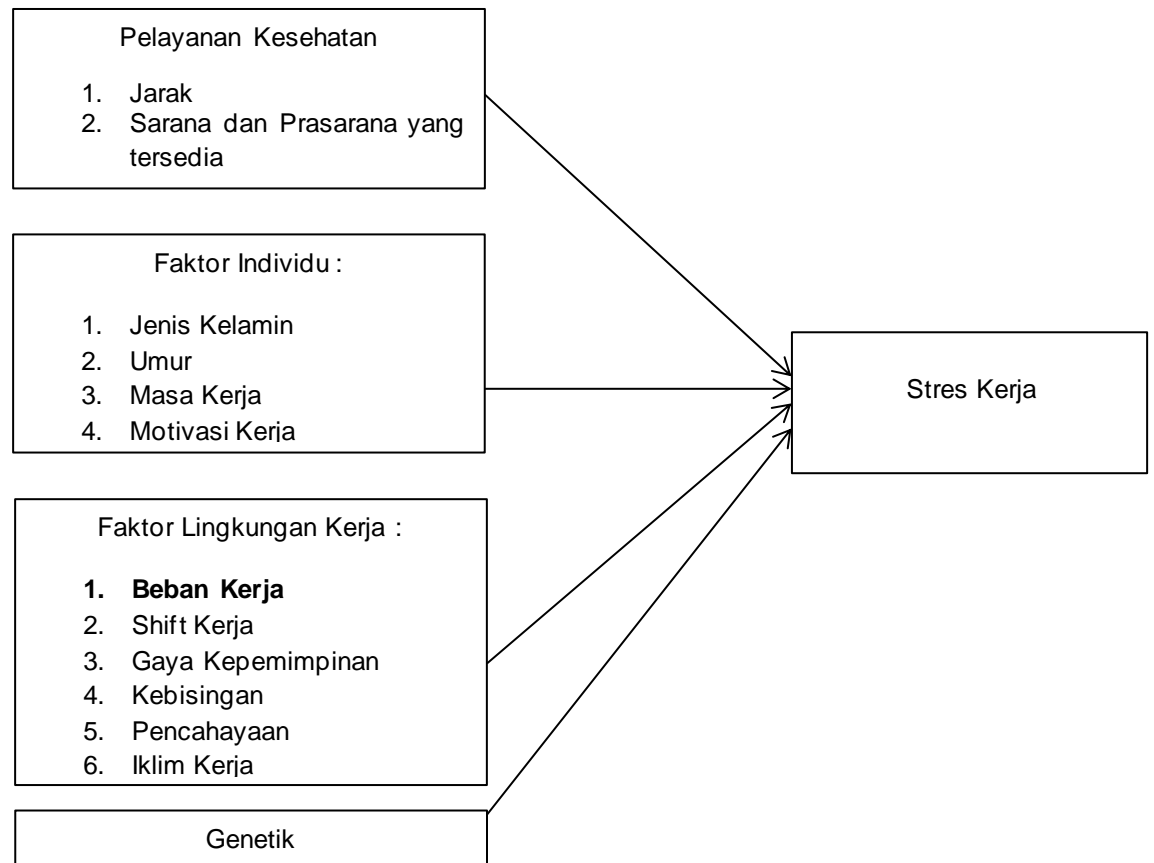 Pelayanan Kesehatan
1. Jarak
2. Sarana dan Prasarana yang
tersedia
Faktor Individu :
1. Jenis Kelamin
2. Umur
3. Masa Kerja
4. Motivasi Kerja
Stres Kerja
Faktor Lingkungan Kerja :
1. Beban Kerja
2. Shift Kerja
3. Gaya Kepemimpinan
4. Kebisingan
5. Pencahayaan
6. Iklim Kerja
Genetik